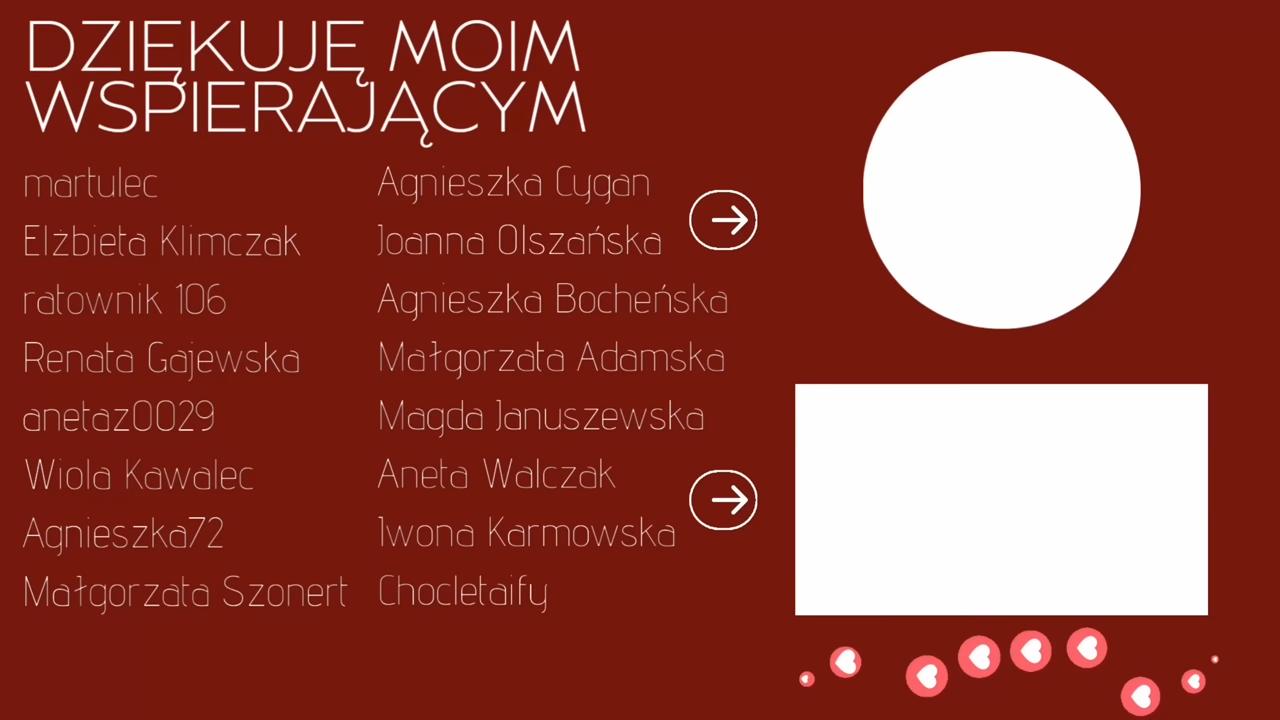 DZIĘKUJĘ MOIM
WSPIERAJĄCYM
martulec
Elżbieta Klimczak
ratownik 106
Renata Gajewska
anetaz0029
Wiola Kawalec
Agnieszka72
Małgorzata Szonert
Agnieszka Cygan
Joanna Olszańska
Agnieszka Bocheńska
Małgorzata Adamska
Magda Januszewska
Aneta Walczak
Iwona Karmowska
Chocletaify